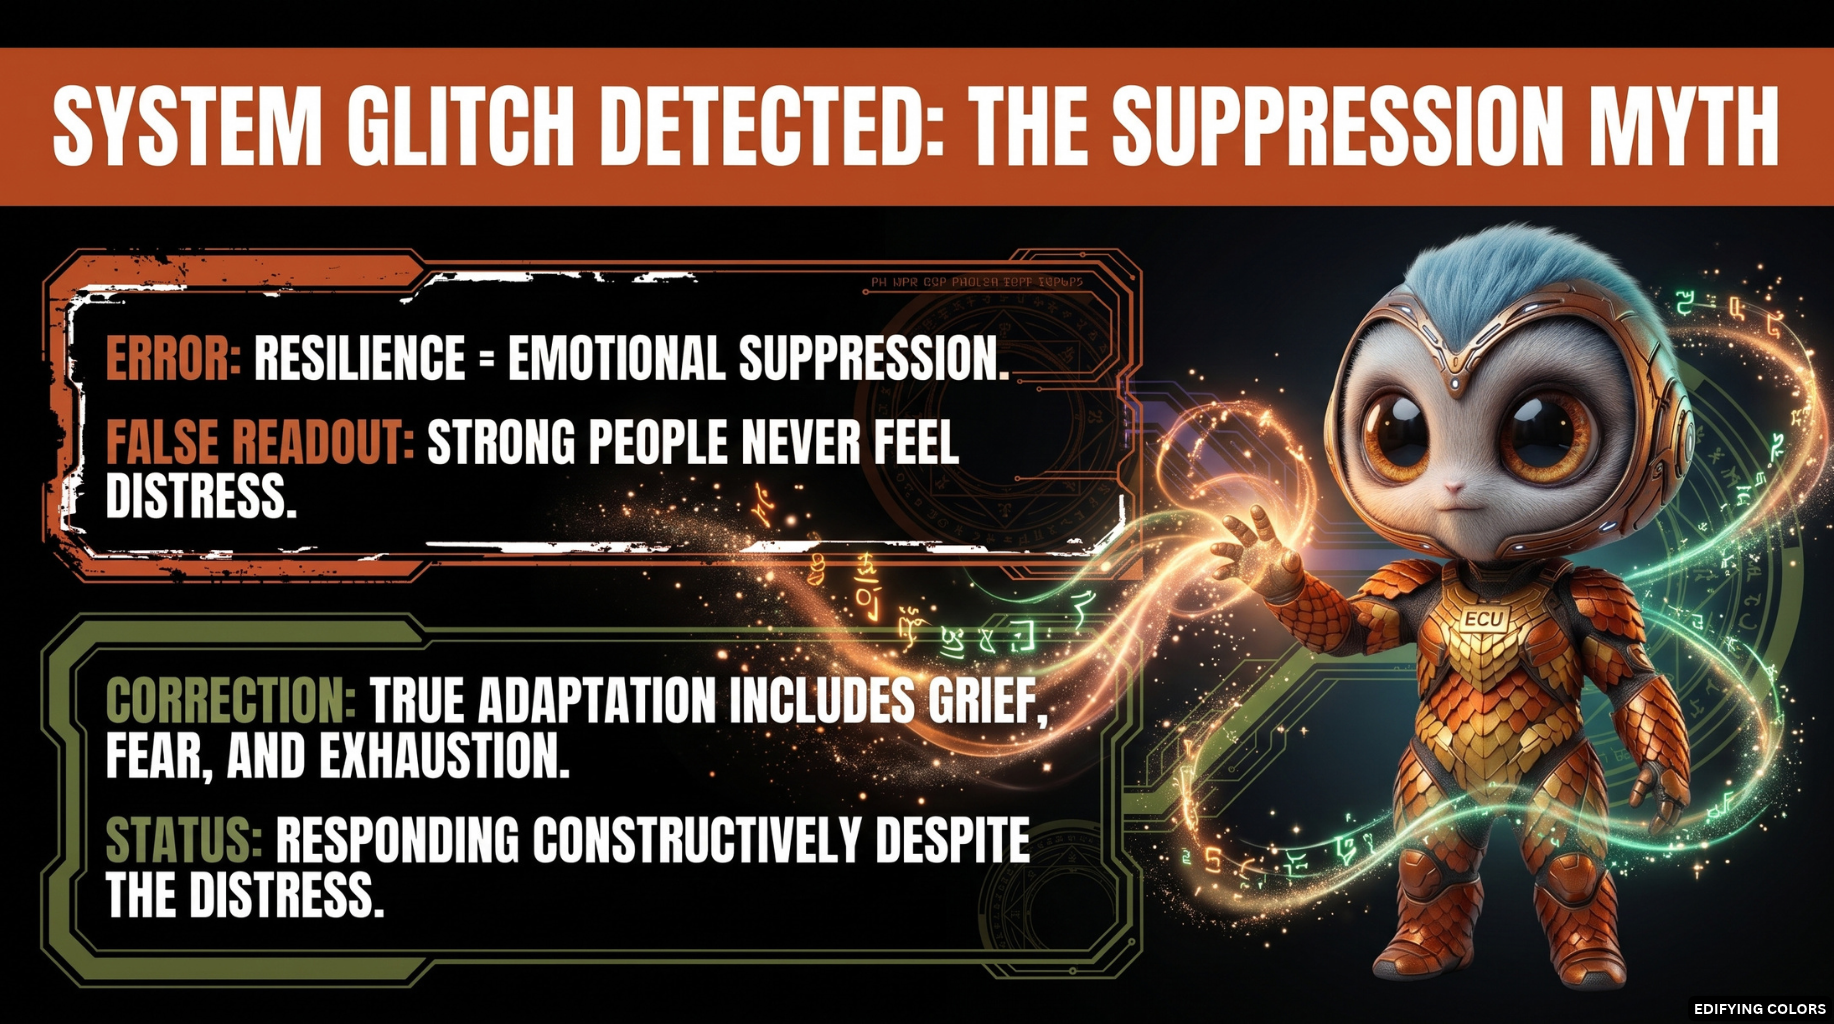 SYSTEM GLITCH DETECTED: THE SUPPRESSION MYTH
ERROR: RESILIENCE = EMOTIONAL SUPPRESSION.
FALSE READOUT: STRONG PEOPLE NEVER FEEL
DISTRESS.
CORRECTION: TRUE ADAPTATION INCLUDES GRIEF,
FEAR, AND EXHAUSTION.
STATUS: RESPONDING CONSTRUCTIVELY DESPITE
THE DISTRESS.
ECU
EDIFYING COLORS